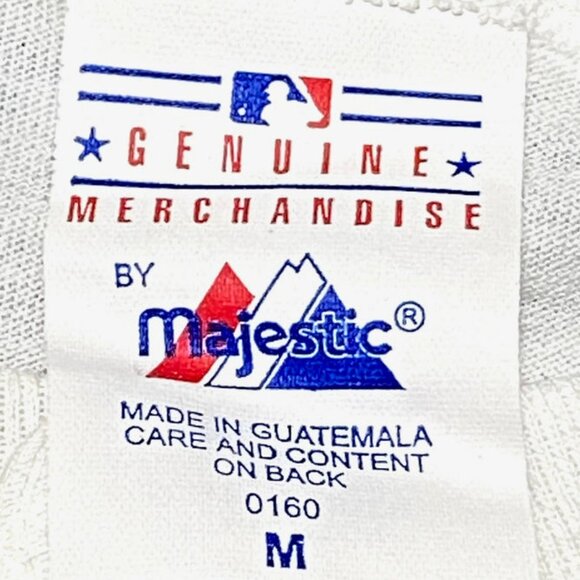 ★ GENUINE ★
MERCHANDISE
BY
Majestic®
MADE IN GUATEMALA
CARE AND CONTENT
ON BACK
0160
M